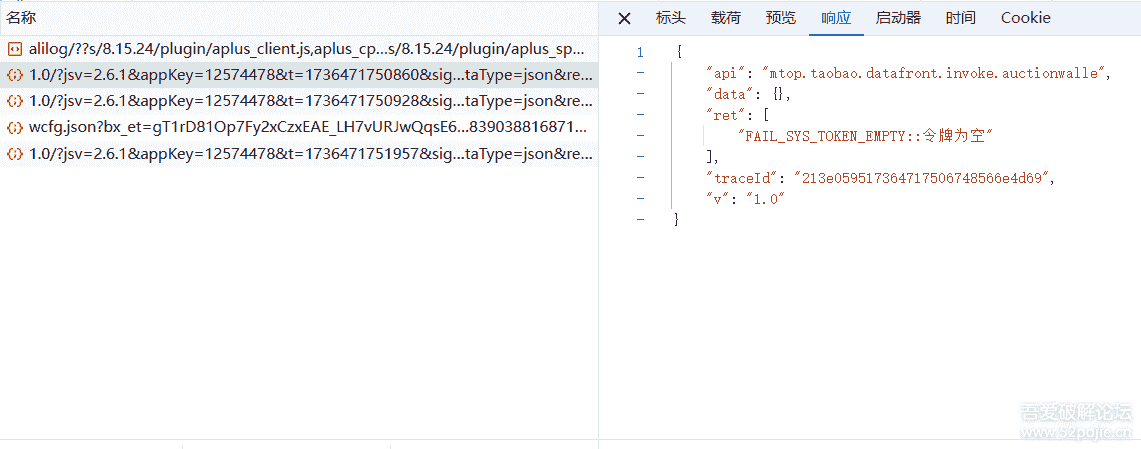 名称
alilog/??s/8.15.24/plugin/aplus_client.js,aplus_cp...s/8.15.24/plugin/aplus_sp...
1.0/?jsv=2.6.1&appKey=12574478&t=1736471750860&sig...taType=json&re...
1.0/?jsv=2.6.1&appKey=12574478&t=1736471750928&sig...taType=json&re...
wcfg.json?bx_et=gT1rD81Op7Fy2xCzxEAE_LH7vURJwQqsE6...839038816871...
1.0/?jsv=2.6.1&appKey=12574478&t=1736471751957&sig...taType=json&re...
标头 载荷 预览 响应 启动器 时间 Cookie
1 {
- "api": "mtop.taobao.datafront.invoke.auctionwalle",
- "data": {},
- "ret": [
- "FAIL_SYS_TOKEN_EMPTY::令牌为空"
- ],
- "traceId": "213e059517364717506748566e4d69",
- "v": "1.0"
- }
吾爱破解论坛
www.52pojie.cn